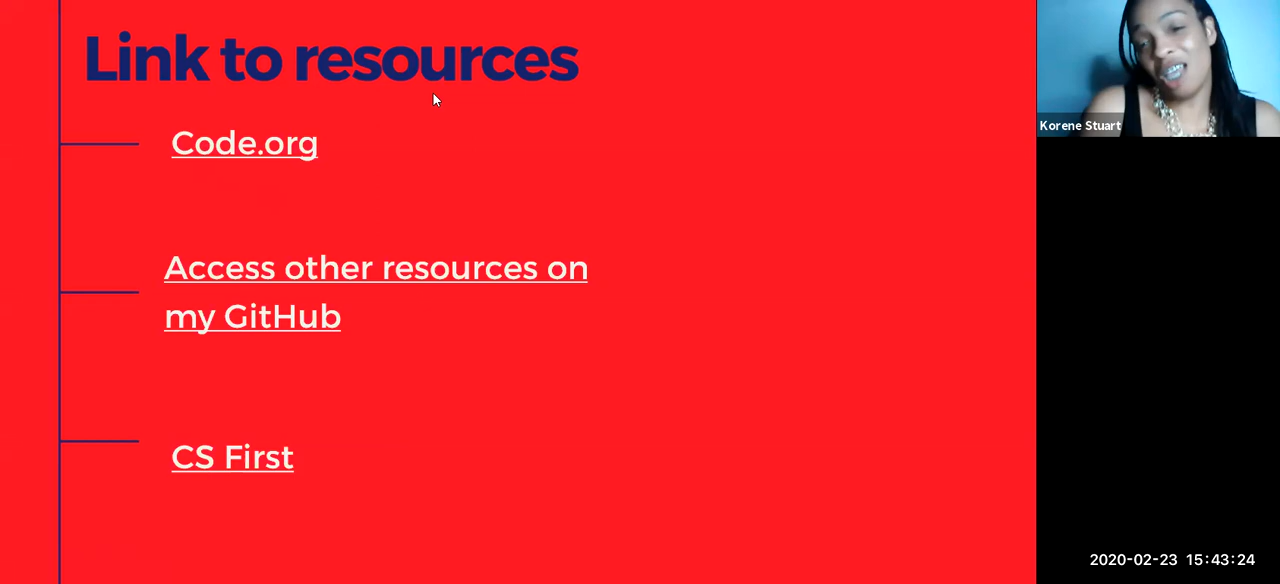 Link to resources
Code.org
Access other resources on
my GitHub
CS First
Korene Stuart
2020-02-23 15:43:24